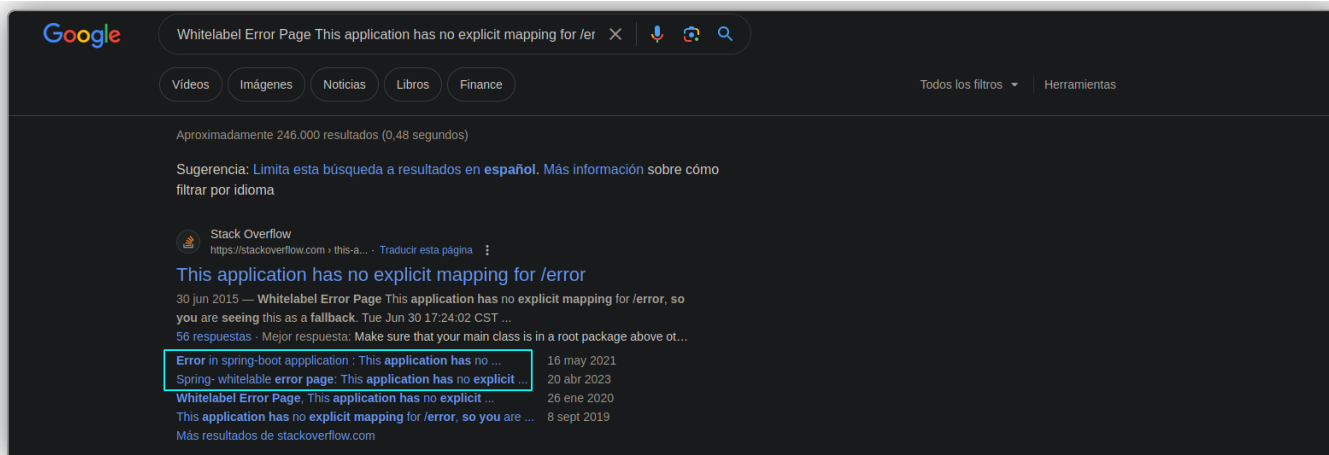 Google
Whitelabel Error Page This application has no explicit mapping for /er
Vídeos
Imágenes
Noticias
Libros
Finance
Todos los filtros
Herramientas
Aproximadamente 246.000 resultados (0,48 segundos)
Sugerencia: Limita esta búsqueda a resultados en español. Más información sobre cómo
filtrar por idioma
Stack Overflow
https://stackoverflow.com › this-a... · Traducir esta página
This application has no explicit mapping for /error
30 jun 2015 — Whitelabel Error Page This application has no explicit mapping for /error, so
you are seeing this as a fallback. Tue Jun 30 17:24:02 CST ...
56 respuestas · Mejor respuesta: Make sure that your main class is in a root package above ot…
Error in spring-boot appplication : This application has no ... 16 may 2021
Spring- whitelable error page: This application has no explicit ... 20 abr 2023
Whitelabel Error Page, This application has no explicit ... 26 ene 2020
This application has no explicit mapping for /error, so you are ... 8 sept 2019
Más resultados de stackoverflow.com